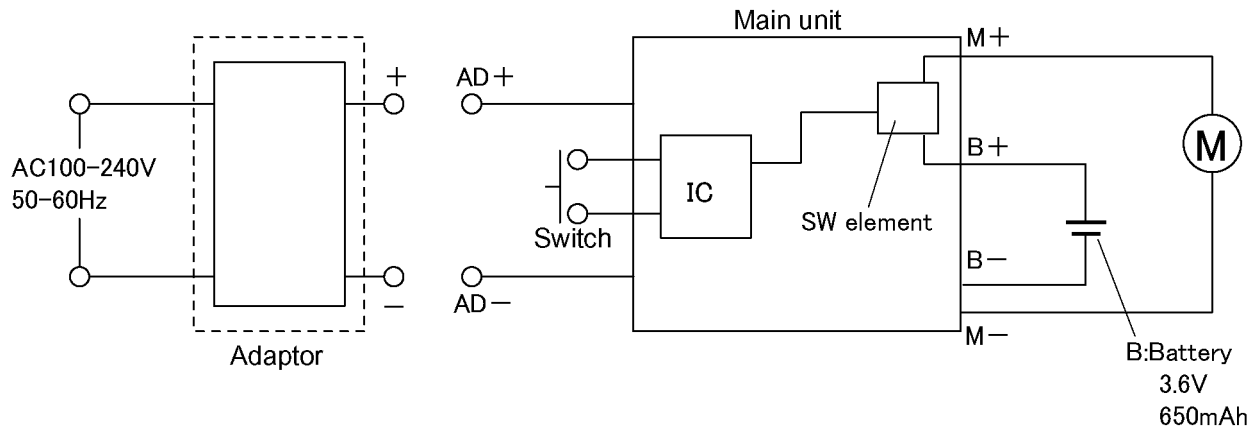 Main unit
M+
+
AD+
B+
M
AC100-240V
50-60Hz
IC
SW element
Switch
B−
−
AD−
M−
Adaptor
B:Battery
3.6V
650mAh